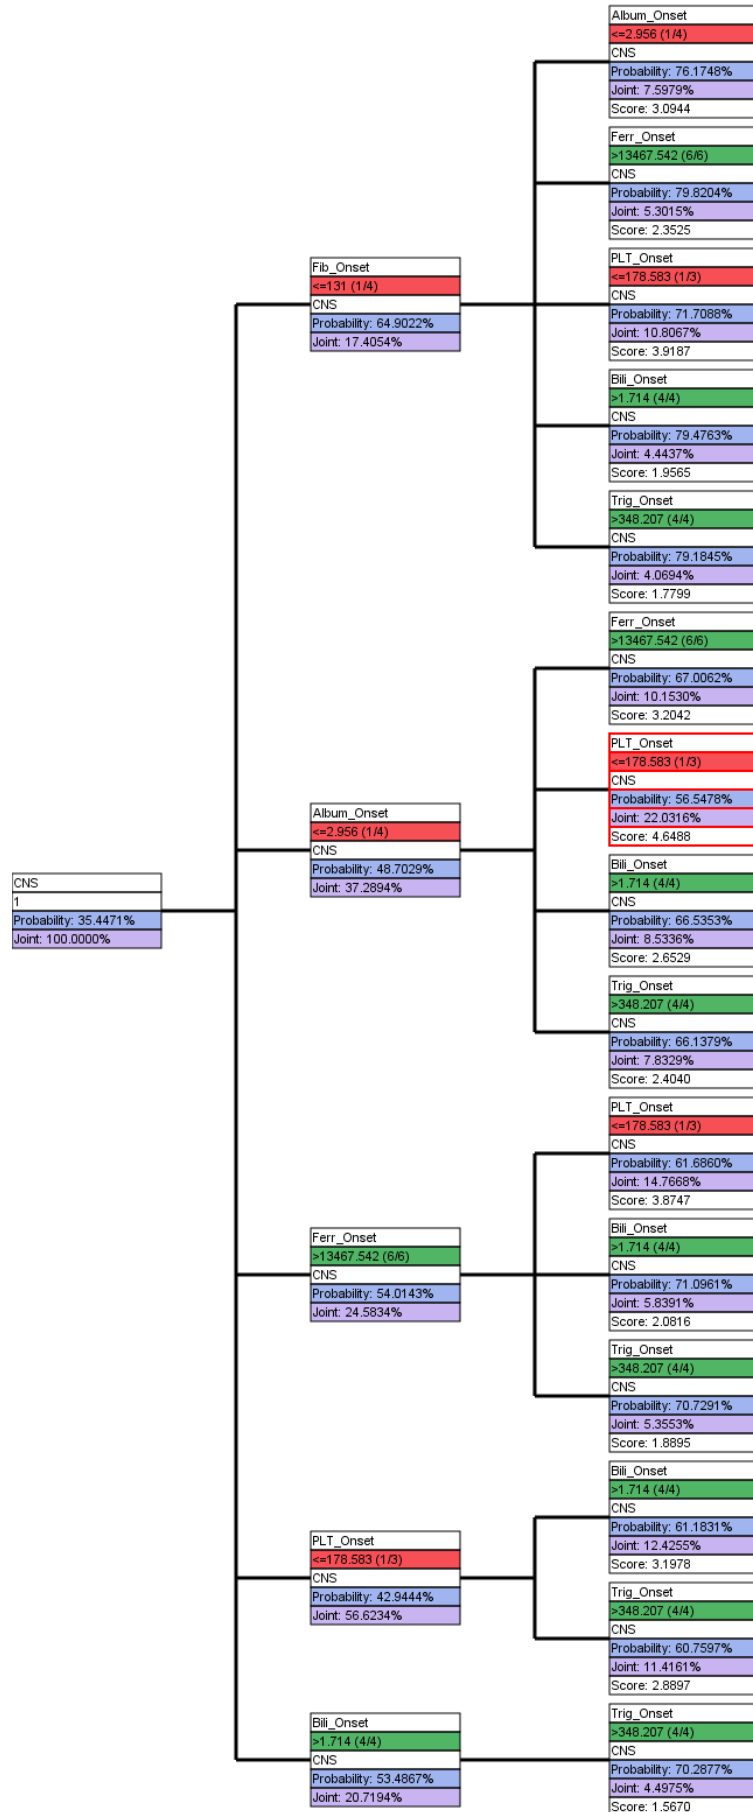 CNS
1
Probability: 35.4471%
Joint: 100.0000%
Fib_Onset
<=131 (1/4)
CNS
Probability: 64.9022%
Joint: 17.4054%
Album_Onset
<=2.956 (1/4)
CNS
Probability: 48.7029%
Joint: 37.2894%
Ferr_Onset
>13467.542 (6/6)
CNS
Probability: 54.0143%
Joint: 24.5834%
PLT_Onset
<=178.583 (1/3)
CNS
Probability: 42.9444%
Joint: 56.6234%
Bili_Onset
>1.714 (4/4)
CNS
Probability: 53.4867%
Joint: 20.7194%
Album_Onset
<=2.956 (1/4)
CNS
Probability: 76.1748%
Joint: 7.5979%
Score: 3.0944
Ferr_Onset
>13467.542 (6/6)
CNS
Probability: 79.8204%
Joint: 5.3015%
Score: 2.3525
PLT_Onset
<=178.583 (1/3)
CNS
Probability: 71.7088%
Joint: 10.8067%
Score: 3.9187
Bili_Onset
>1.714 (4/4)
CNS
Probability: 79.4763%
Joint: 4.4437%
Score: 1.9565
Trig_Onset
>348.207 (4/4)
CNS
Probability: 79.1845%
Joint: 4.0694%
Score: 1.7799
Ferr_Onset
>13467.542 (6/6)
CNS
Probability: 67.0062%
Joint: 10.1530%
Score: 3.2042
PLT_Onset
<=178.583 (1/3)
CNS
Probability: 56.5478%
Joint: 22.0316%
Score: 4.6488
Bili_Onset
>1.714 (4/4)
CNS
Probability: 66.5353%
Joint: 8.5336%
Score: 2.6529
Trig_Onset
>348.207 (4/4)
CNS
Probability: 66.1379%
Joint: 7.8329%
Score: 2.4040
PLT_Onset
<=178.583 (1/3)
CNS
Probability: 61.6860%
Joint: 14.7668%
Score: 3.8747
Bili_Onset
>1.714 (4/4)
CNS
Probability: 71.0961%
Joint: 5.8391%
Score: 2.0816
Trig_Onset
>348.207 (4/4)
CNS
Probability: 70.7291%
Joint: 5.3553%
Score: 1.8895
Bili_Onset
>1.714 (4/4)
CNS
Probability: 61.1831%
Joint: 12.4255%
Score: 3.1978
Trig_Onset
>348.207 (4/4)
CNS
Probability: 60.7597%
Joint: 11.4161%
Score: 2.8897
Trig_Onset
>348.207 (4/4)
CNS
Probability: 70.2877%
Joint: 4.4975%
Score: 1.5670